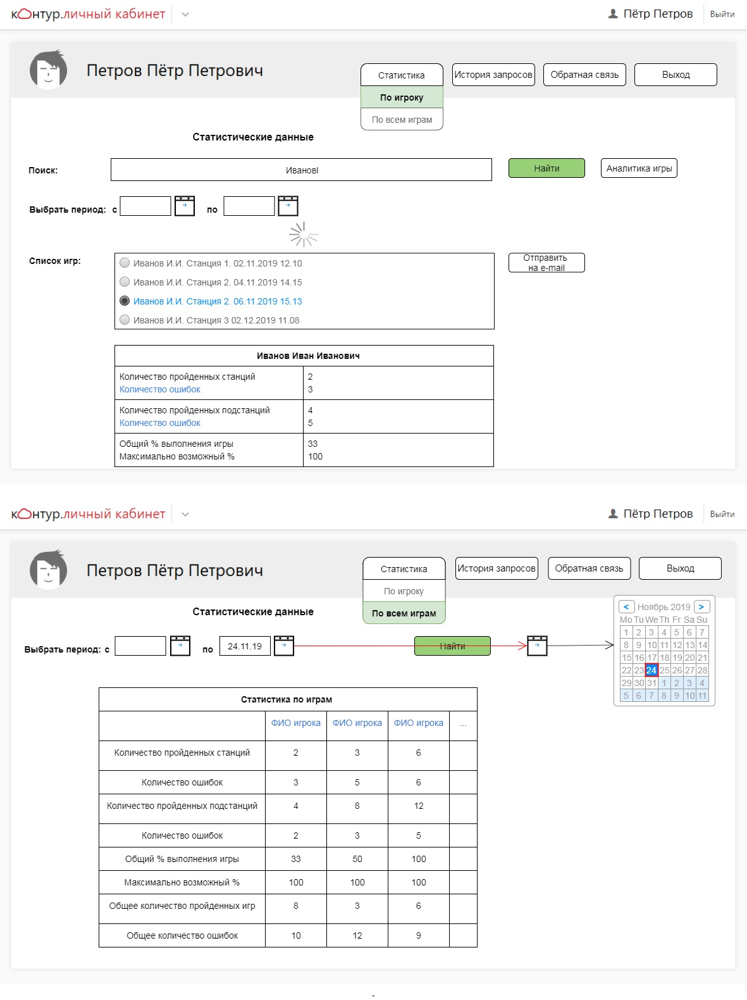 контур.личный кабинет
Пётр Петров
Выйти
Петров Пётр Петрович
Статистика
История запросов
Обратная связь
Выход
По игроку
По всем играм
Статистические данные
Поиск:
Иванов|
Найти
Аналитика игры
Выбрать период: с
15
по
15
Список игр:
Иванов И.И. Станция 1. 02.11.2019 12.10
Иванов И.И. Станция 2. 04.11.2019 14.15
Иванов И.И. Станция 2. 06.11.2019 15.13
Иванов И.И. Станция 3 02.12.2019 11.08
Отправить
на e-mail
Иванов Иван Иванович
Количество пройденных станций 2
Количество ошибок 3
Количество пройденных подстанций 4
Количество ошибок 5
Общий % выполнения игры 33
Максимально возможный % 100
контур.личный кабинет
Пётр Петров
Выйти
Петров Пётр Петрович
Статистика
История запросов
Обратная связь
Выход
По игроку
По всем играм
Статистические данные
Выбрать период: с
15
по
24.11.19
15
Найти
15
< Ноябрь 2019 >
Mo Tu We Th Fr Sa Su
1 2 3 4 5 6 7
8 9 10 11 12 13 14
15 16 17 18 19 20 21
22 23 24 25 26 27 28
29 30 31 1 2 3 4
5 6 7 8 9 10 11
Статистика по играм
ФИО игрока ФИО игрока ФИО игрока ...
Количество пройденных станций 2 3 6
Количество ошибок 3 5 6
Количество пройденных подстанций 4 8 12
Количество ошибок 2 3 5
Общий % выполнения игры 33 50 100
Максимально возможный % 100 100 100
Общее количество пройденных игр 8 3 6
Общее количество ошибок 10 12 9